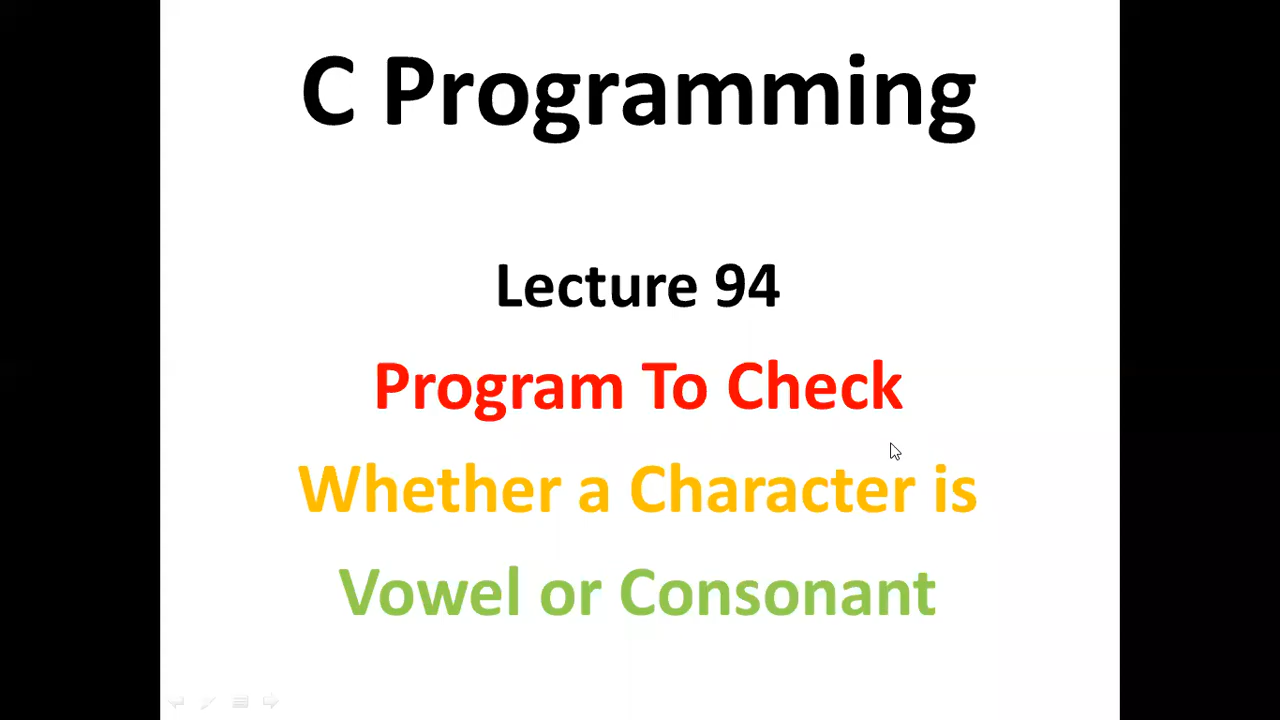 C Programming
Lecture 94
Program To Check
Whether a Character is
Vowel or Consonant